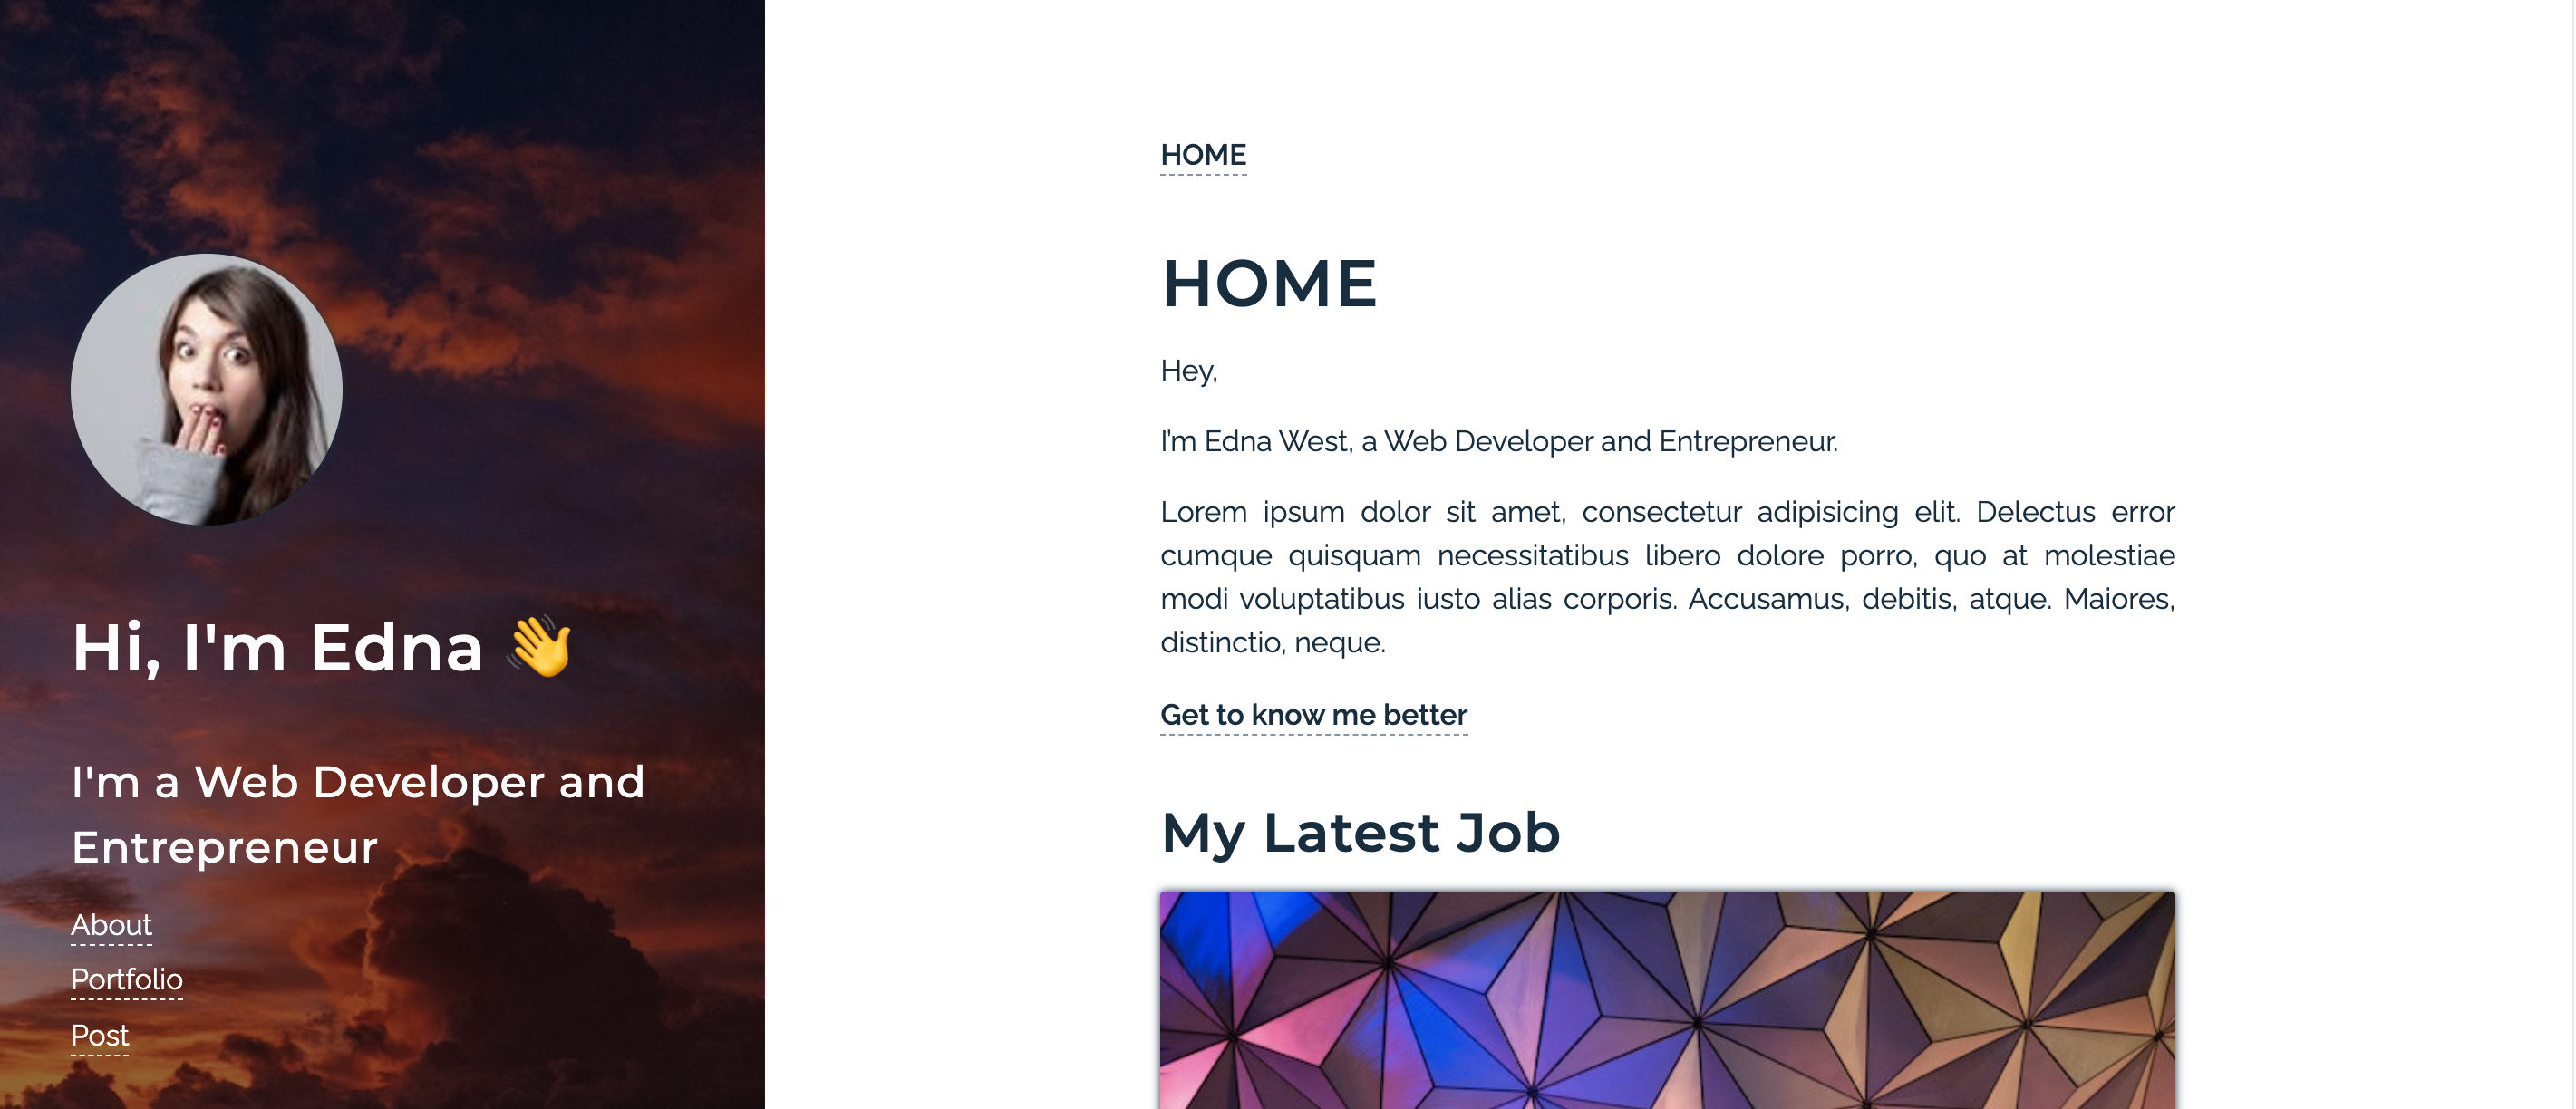 Hi, I'm Edna 👋
I'm a Web Developer and
Entrepreneur
About
Portfolio
Post
HOME
HOME
Hey,
I’m Edna West, a Web Developer and Entrepreneur.
Lorem ipsum dolor sit amet, consectetur adipisicing elit. Delectus error
cumque quisquam necessitatibus libero dolore porro, quo at molestiae
modi voluptatibus iusto alias corporis. Accusamus, debitis, atque. Maiores,
distinctio, neque.
Get to know me better
My Latest Job